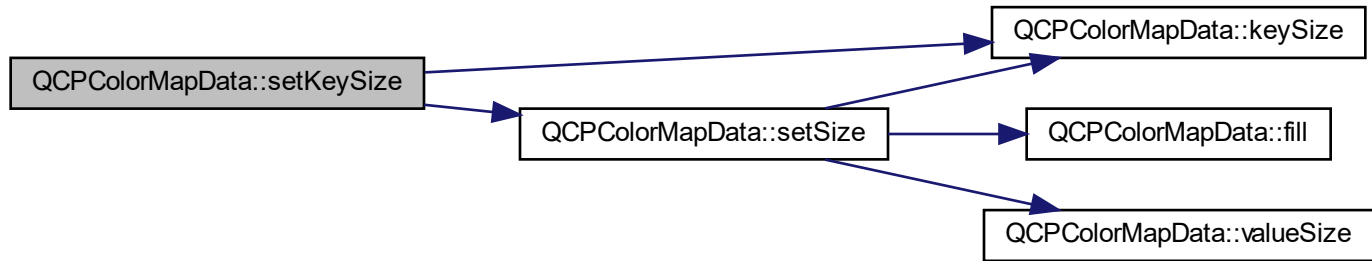 QCPColorMapData::setKeySize
QCPColorMapData::setSize
QCPColorMapData::keySize
QCPColorMapData::fill
QCPColorMapData::valueSize